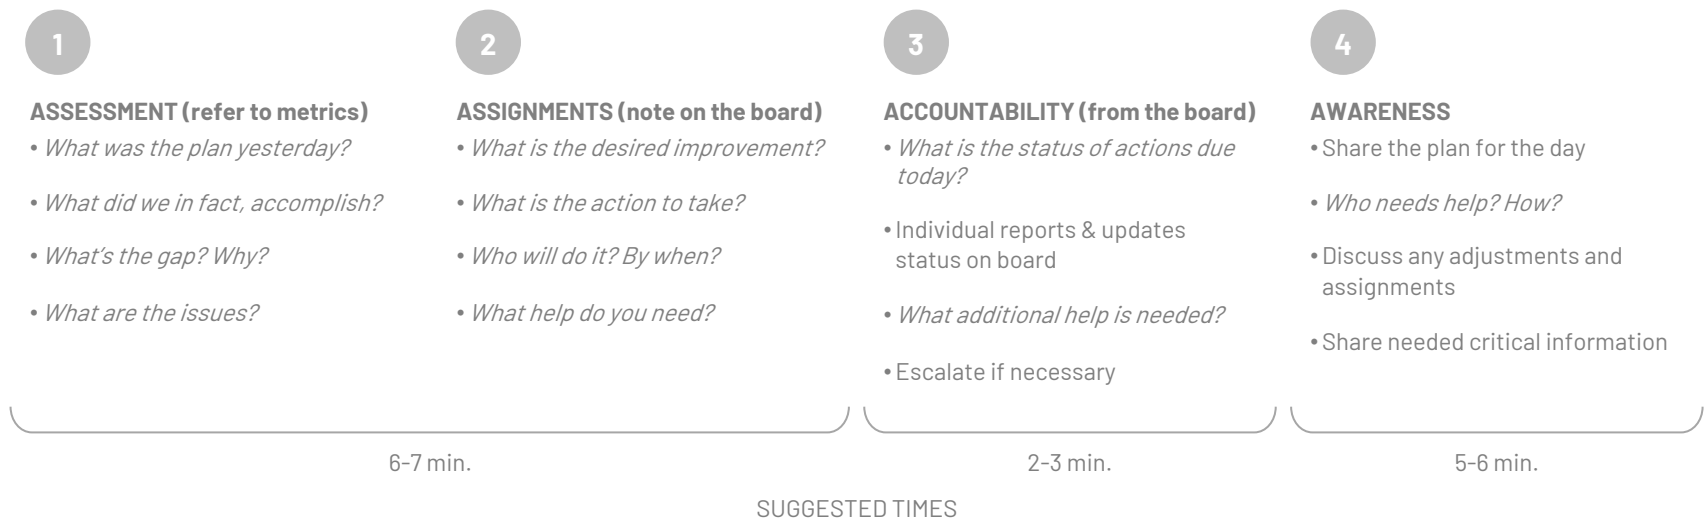 1
ASSESSMENT (refer to metrics)
• What was the plan yesterday?
• What did we in fact, accomplish?
• What's the gap? Why?
• What are the issues?
2
ASSIGNMENTS (note on the board)
• What is the desired improvement?
• What is the action to take?
• Who will do it? By when?
• What help do you need?
6-7 min.
3
ACCOUNTABILITY (from the board)
• What is the status of actions due
today?
• Individual reports & updates
status on board
• What additional help is needed?
• Escalate if necessary
2-3 min.
4
AWARENESS
• Share the plan for the day
• Who needs help? How?
• Discuss any adjustments and
assignments
• Share needed critical information
5-6 min.
SUGGESTED TIMES